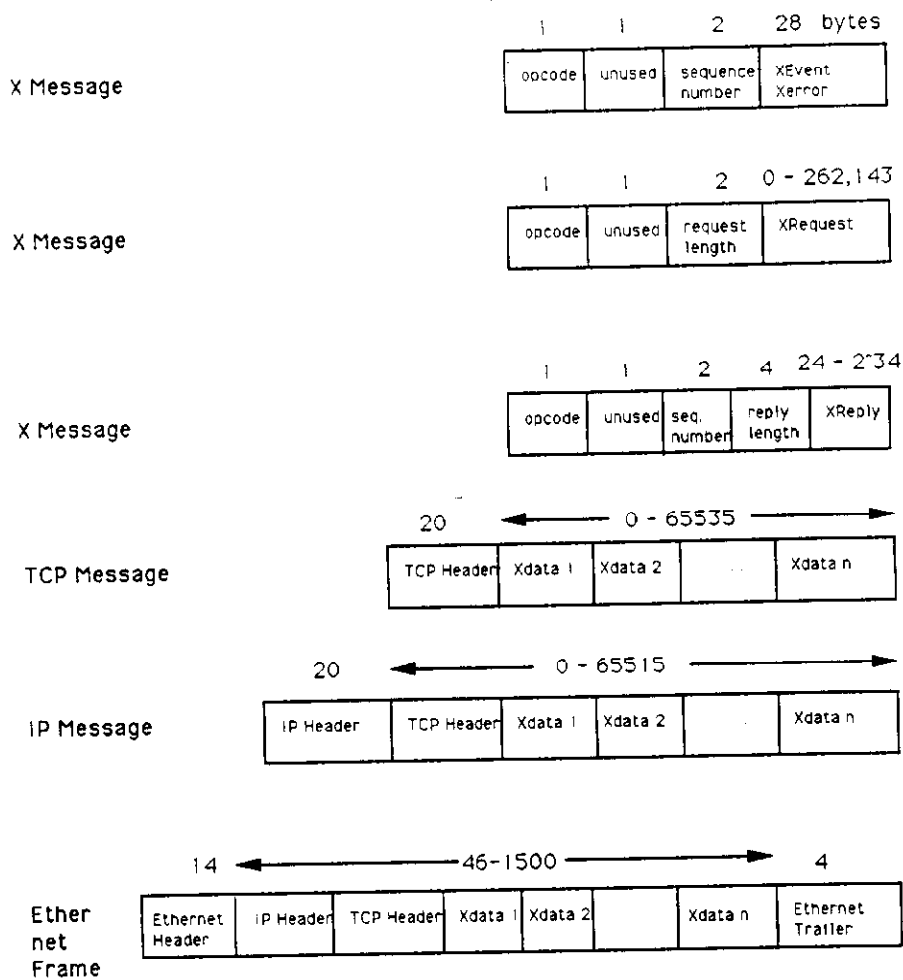 1 1 2 28 bytes
X Message
opcode unused sequence number XEvent Xerror
1 1 2 0 - 262,143
X Message
opcode unused request length XRequest
1 1 2 4 24 - 2^34
X Message
opcode unused seq. number reply length XReply
20 0 - 65535
TCP Message
TCP Header Xdata 1 Xdata 2 ... Xdata n
20 0 - 65515
IP Message
IP Header TCP Header Xdata 1 Xdata 2 Xdata n
14 46-1500 4
Ether
net
Frame
Ethernet Header IP Header TCP Header Xdata 1 Xdata 2 Xdata n Ethernet Trailer